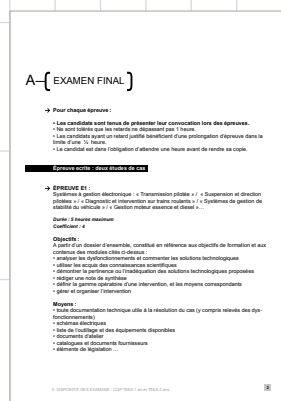 A–[ EXAMEN FINAL ]
→ Pour chaque épreuve :
• Les candidats sont tenus de présenter leur convocation lors des épreuves.
• Ne sont tolérés que les retards ne dépassant pas 1 heure.
• Les candidats ayant un retard justifié bénéficient d'une prolongation d'épreuve dans la
limite d'une ½ heure.
• Le candidat est dans l'obligation d'attendre une heure avant de rendre sa copie.
Épreuve ecrite : deux études de cas
→ ÉPREUVE E1 :
Systèmes à gestion électronique : « Transmission pilotée » / « Suspension et direction
pilotées » / « Diagnostic et intervention sur trains roulants » / « Systèmes de gestion de
stabilité du véhicule » / « Gestion moteur essence et diesel »...
Durée : 5 heures maximum
Coefficient : 4
Objectifs :
A partir d'un dossier d'ensemble, constitué en référence aux objectifs de formation et aux
contenus des modules cités ci-dessus :
• analyser les dysfonctionnements et commenter les solutions technologiques
• utiliser les acquis des connaissances scientifiques
• démontrer la pertinence ou l'inadéquation des solutions technologiques proposées
• rédiger une note de synthèse
• définir la gamme opératoire d'une intervention, et les moyens correspondants
• gérer et organiser l'intervention
Moyens :
• toute documentation technique utile à la résolution du cas (y compris relevés des dys-
fonctionnements)
• schémas électriques
• liste de l'outillage et des équipements disponibles
• documents d'atelier
• catalogues et documents fournisseurs
• éléments de législation ...